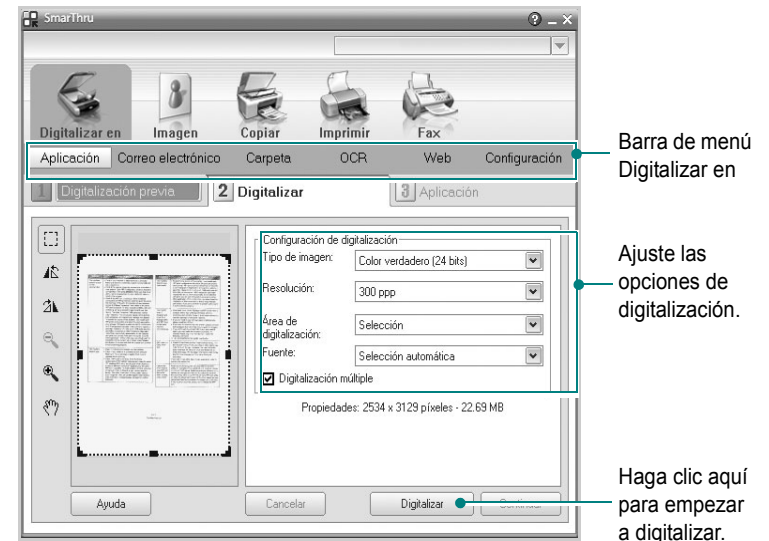 SmarThru
Digitalizar en Imagen Copiar Imprimir Fax
Aplicación Correo electrónico Carpeta OCR Web Configuración
1 Digitalización previa 2 Digitalizar 3 Aplicación
Configuración de digitalización
Tipo de imagen: Color verdadero (24 bits)
Resolución: 300 ppp
Área de
digitalización: Selección
Fuente: Selección automática
Digitalización múltiple
Propiedades: 2534 x 3129 píxeles - 22.69 MB
Ayuda Cancelar Digitalizar
Barra de menú
Digitalizar en
Ajuste las
opciones de
digitalización.
Haga clic aquí
para empezar
a digitalizar.